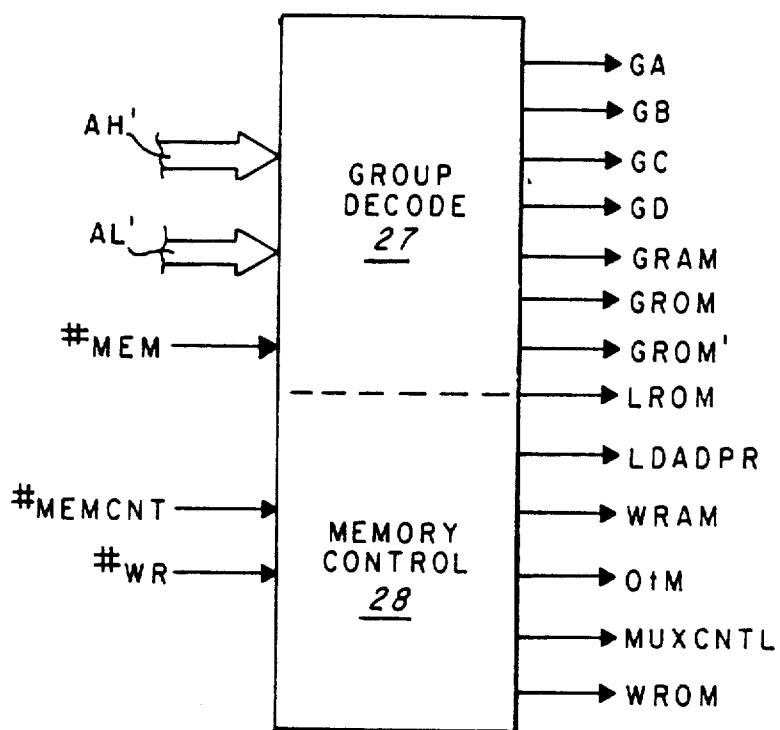 AH'
AL'
#MEM
#MEMCNT
#WR
GROUP
DECODE
27
MEMORY
CONTROL
28
GA
GB
GC
GD
GRAM
GROM
GROM'
LROM
LDADPR
WRAM
OtM
MUXCNTL
WROM